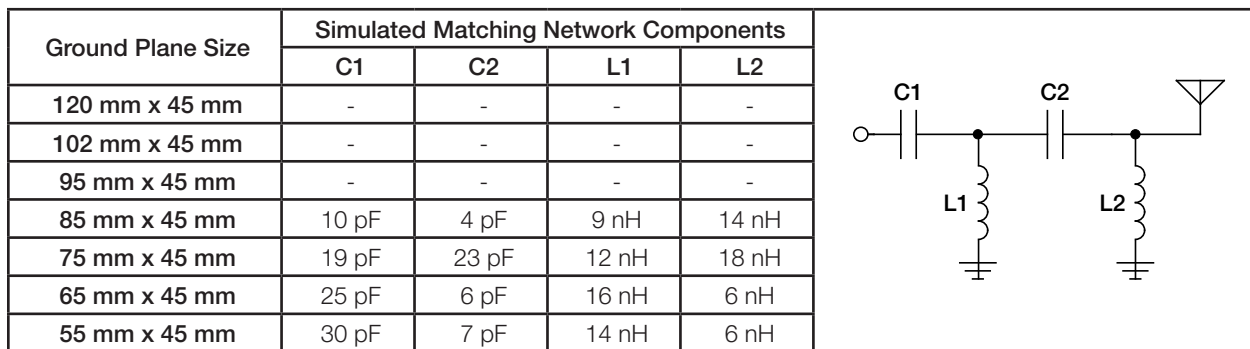 Ground Plane Size
Simulated Matching Network Components
C1 C2 L1 L2
120 mm x 45 mm - - - -
102 mm x 45 mm - - - -
95 mm x 45 mm - - - -
85 mm x 45 mm 10 pF 4 pF 9 nH 14 nH
75 mm x 45 mm 19 pF 23 pF 12 nH 18 nH
65 mm x 45 mm 25 pF 6 pF 16 nH 6 nH
55 mm x 45 mm 30 pF 7 pF 14 nH 6 nH
C1 C2
L1 L2